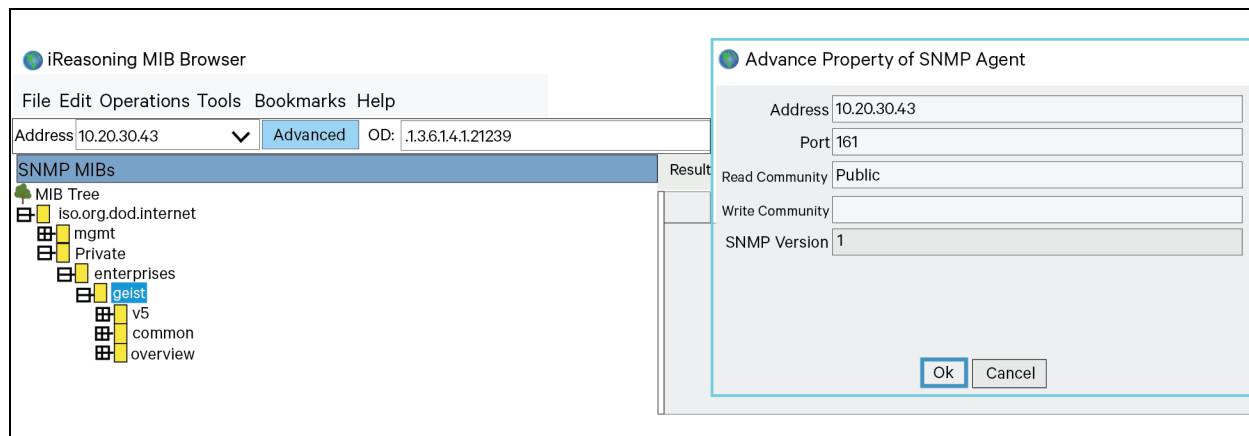 iReasoning MIB Browser
File Edit Operations Tools Bookmarks Help
Address 10.20.30.43 Advanced OD: .1.3.6.1.4.1.21239
SNMP MIBs
Result
MIB Tree
iso.org.dod.internet
mgmt
Private
enterprises
geist
v5
common
overview
Advance Property of SNMP Agent
Address 10.20.30.43
Port 161
Read Community Public
Write Community
SNMP Version 1
Ok Cancel